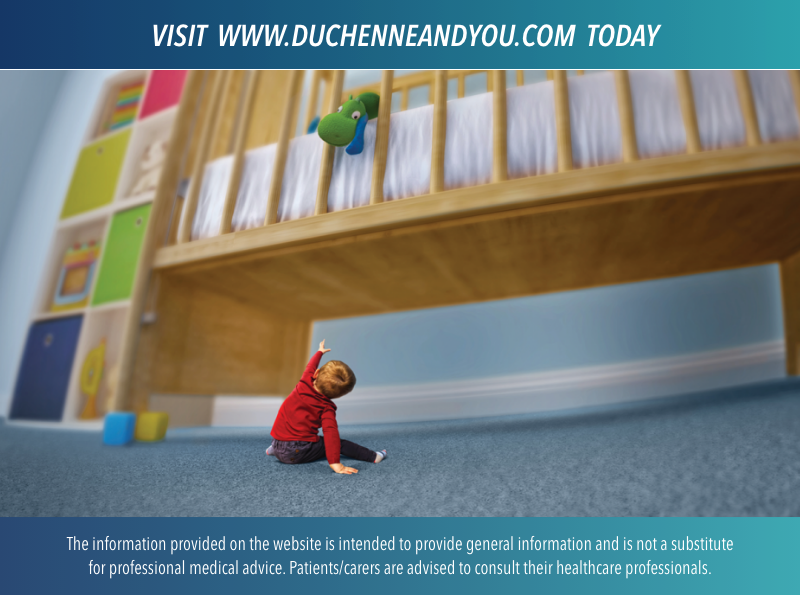 VISIT WWW.DUCHENNEANDYOU.COM TODAY
The information provided on the website is intended to provide general information and is not a substitute
for professional medical advice. Patients/carers are advised to consult their healthcare professionals.